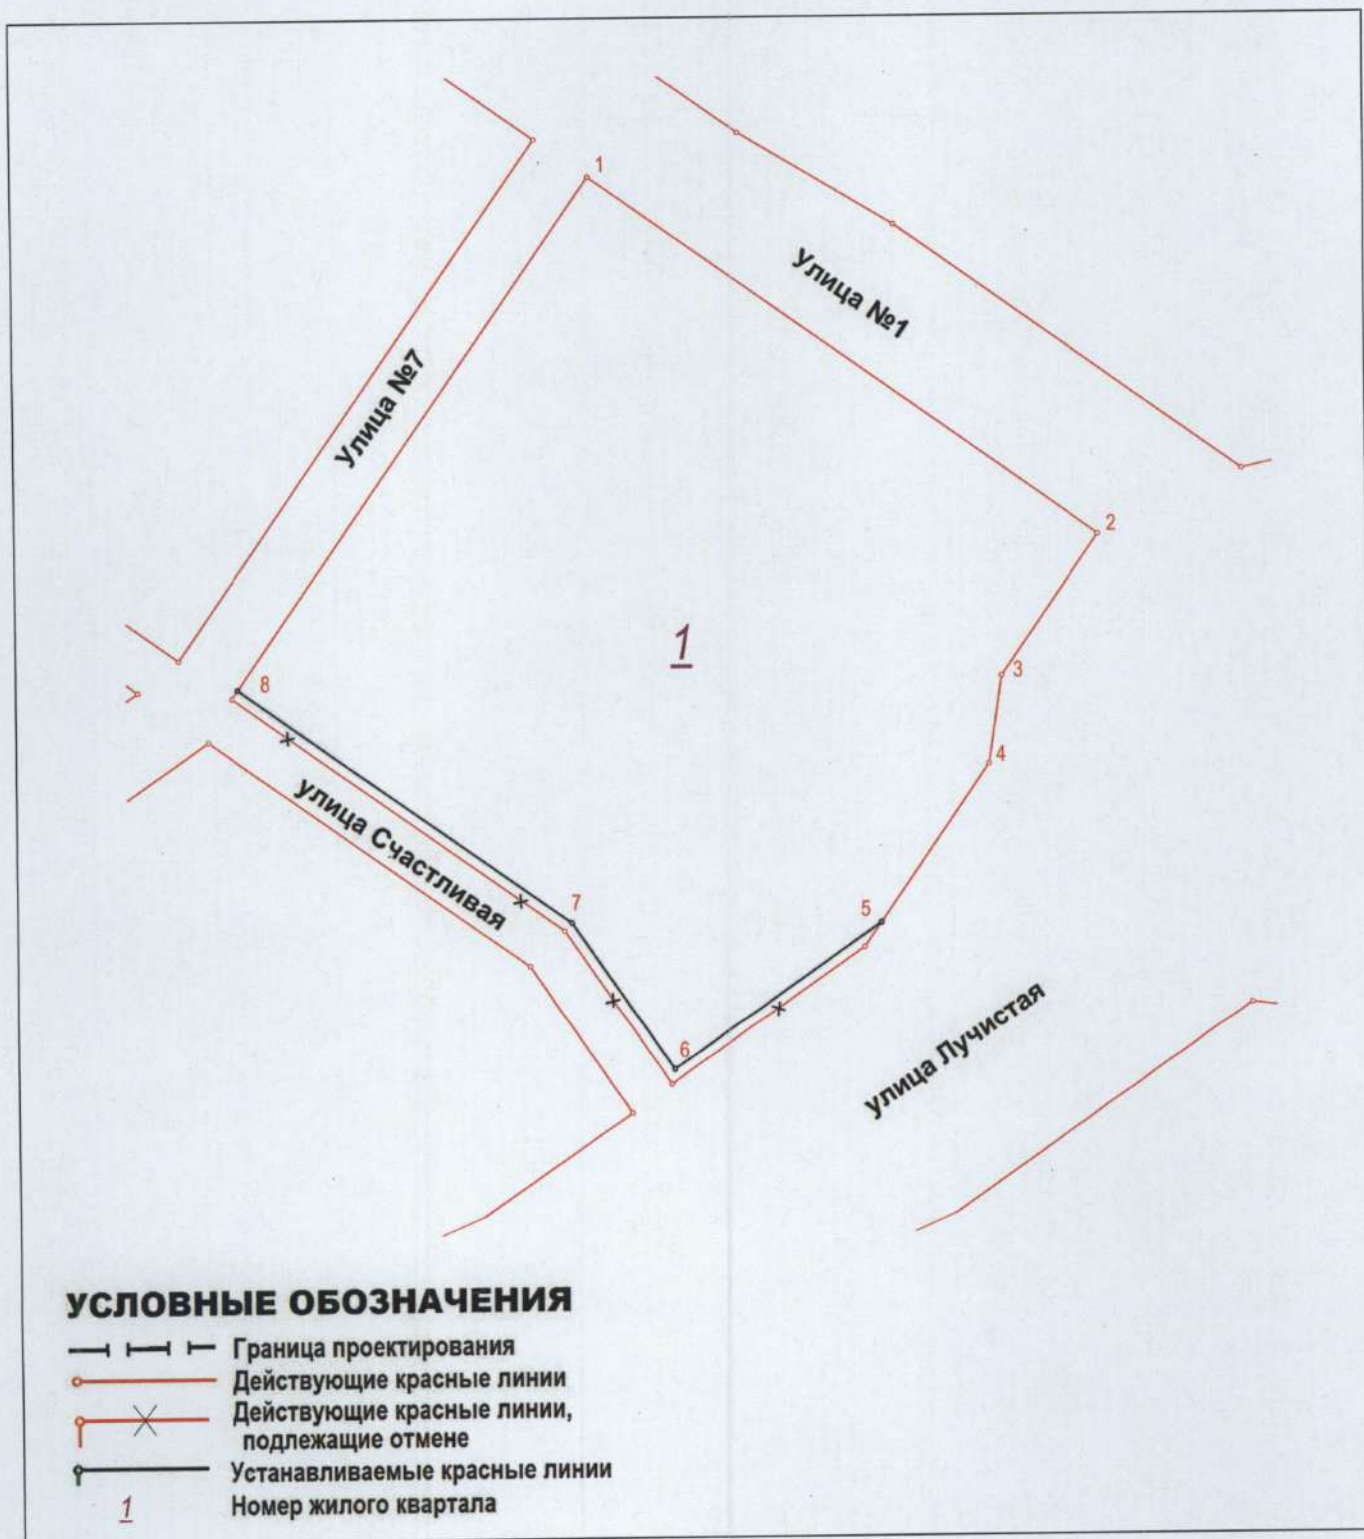 1
Улица №1
Улица №7
2
1
3
8
4
улица Счастливая
7
5
6
улица Лучистая
УСЛОВНЫЕ ОБОЗНАЧЕНИЯ
Граница проектирования
Действующие красные линии
Действующие красные линии,
подлежащие отмене
Устанавливаемые красные линии
1 Номер жилого квартала